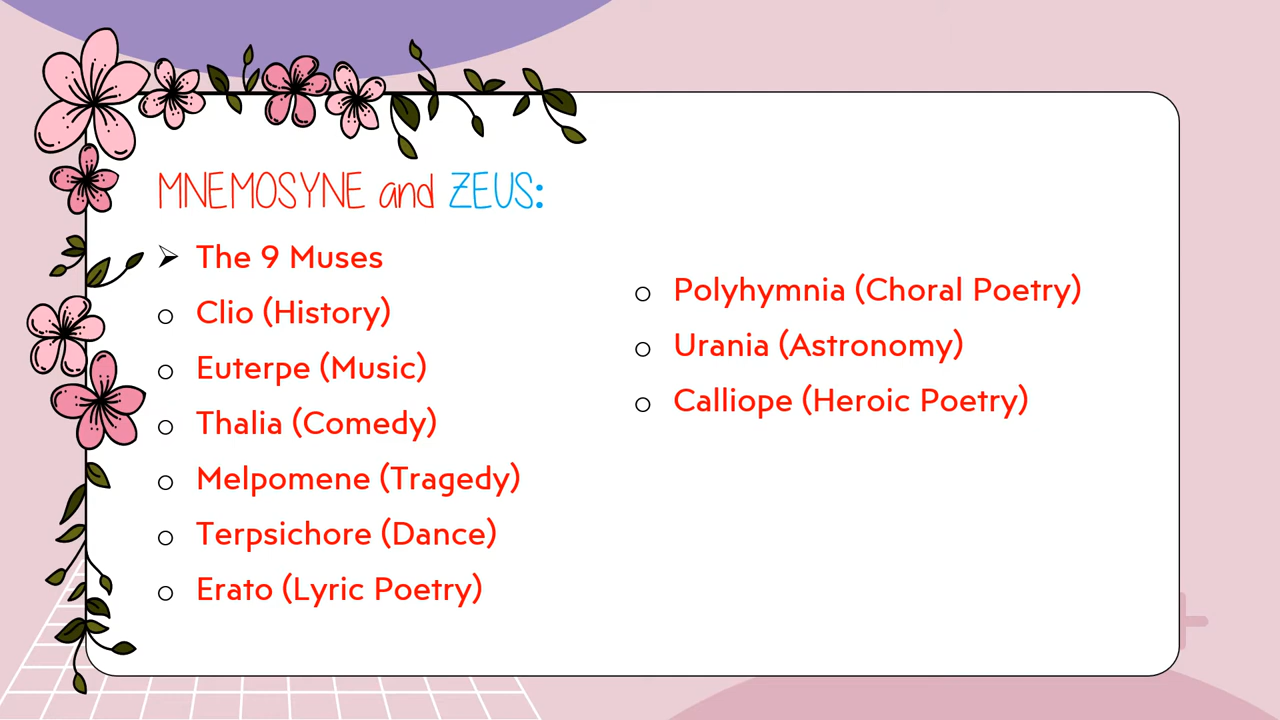 MNEMOSYNE and ZEUS:
The 9 Muses
Clio (History)
Euterpe (Music)
Thalia (Comedy)
Melpomene (Tragedy)
Terpsichore (Dance)
Erato (Lyric Poetry)
Polyhymnia (Choral Poetry)
Urania (Astronomy)
Calliope (Heroic Poetry)